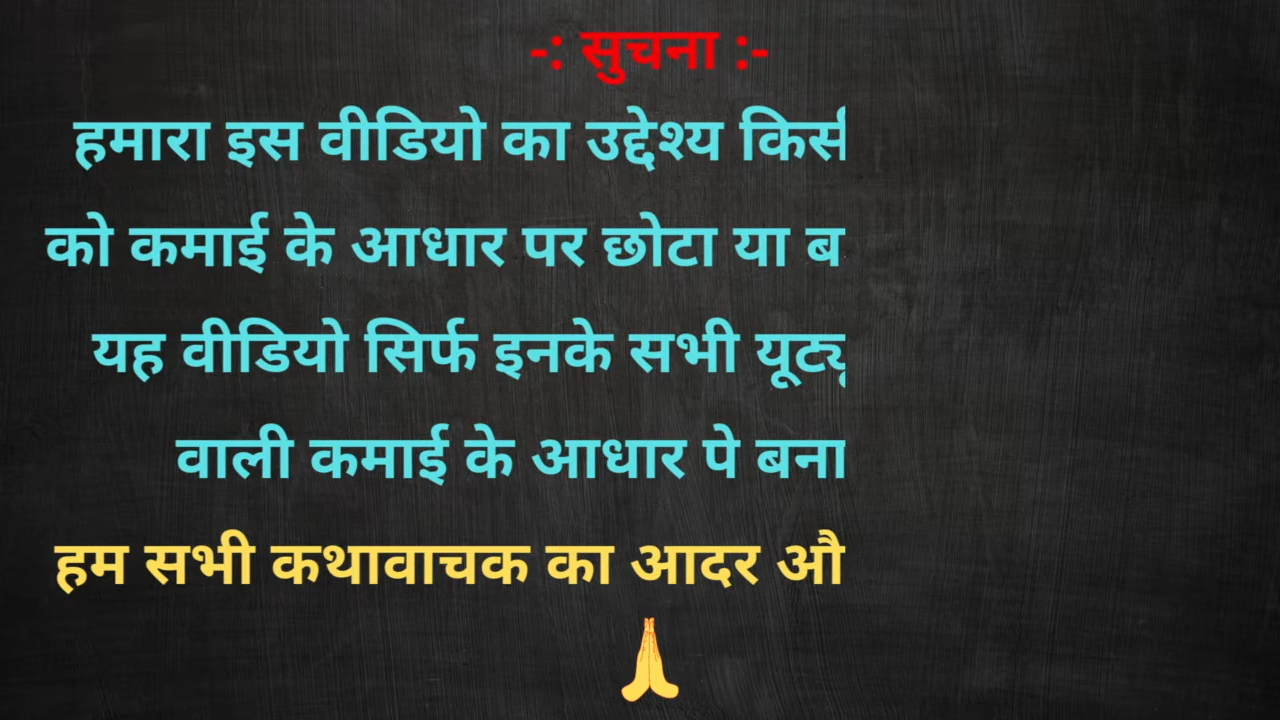 -: सुचना :-
हमारा इस वीडियो का उद्देश्य
को कमाई के आधार पर छोटा या
यह वीडियो सिर्फ इनके सभी
वाली कमाई के आधार पे बना
हम सभी कथावाचक का आदर